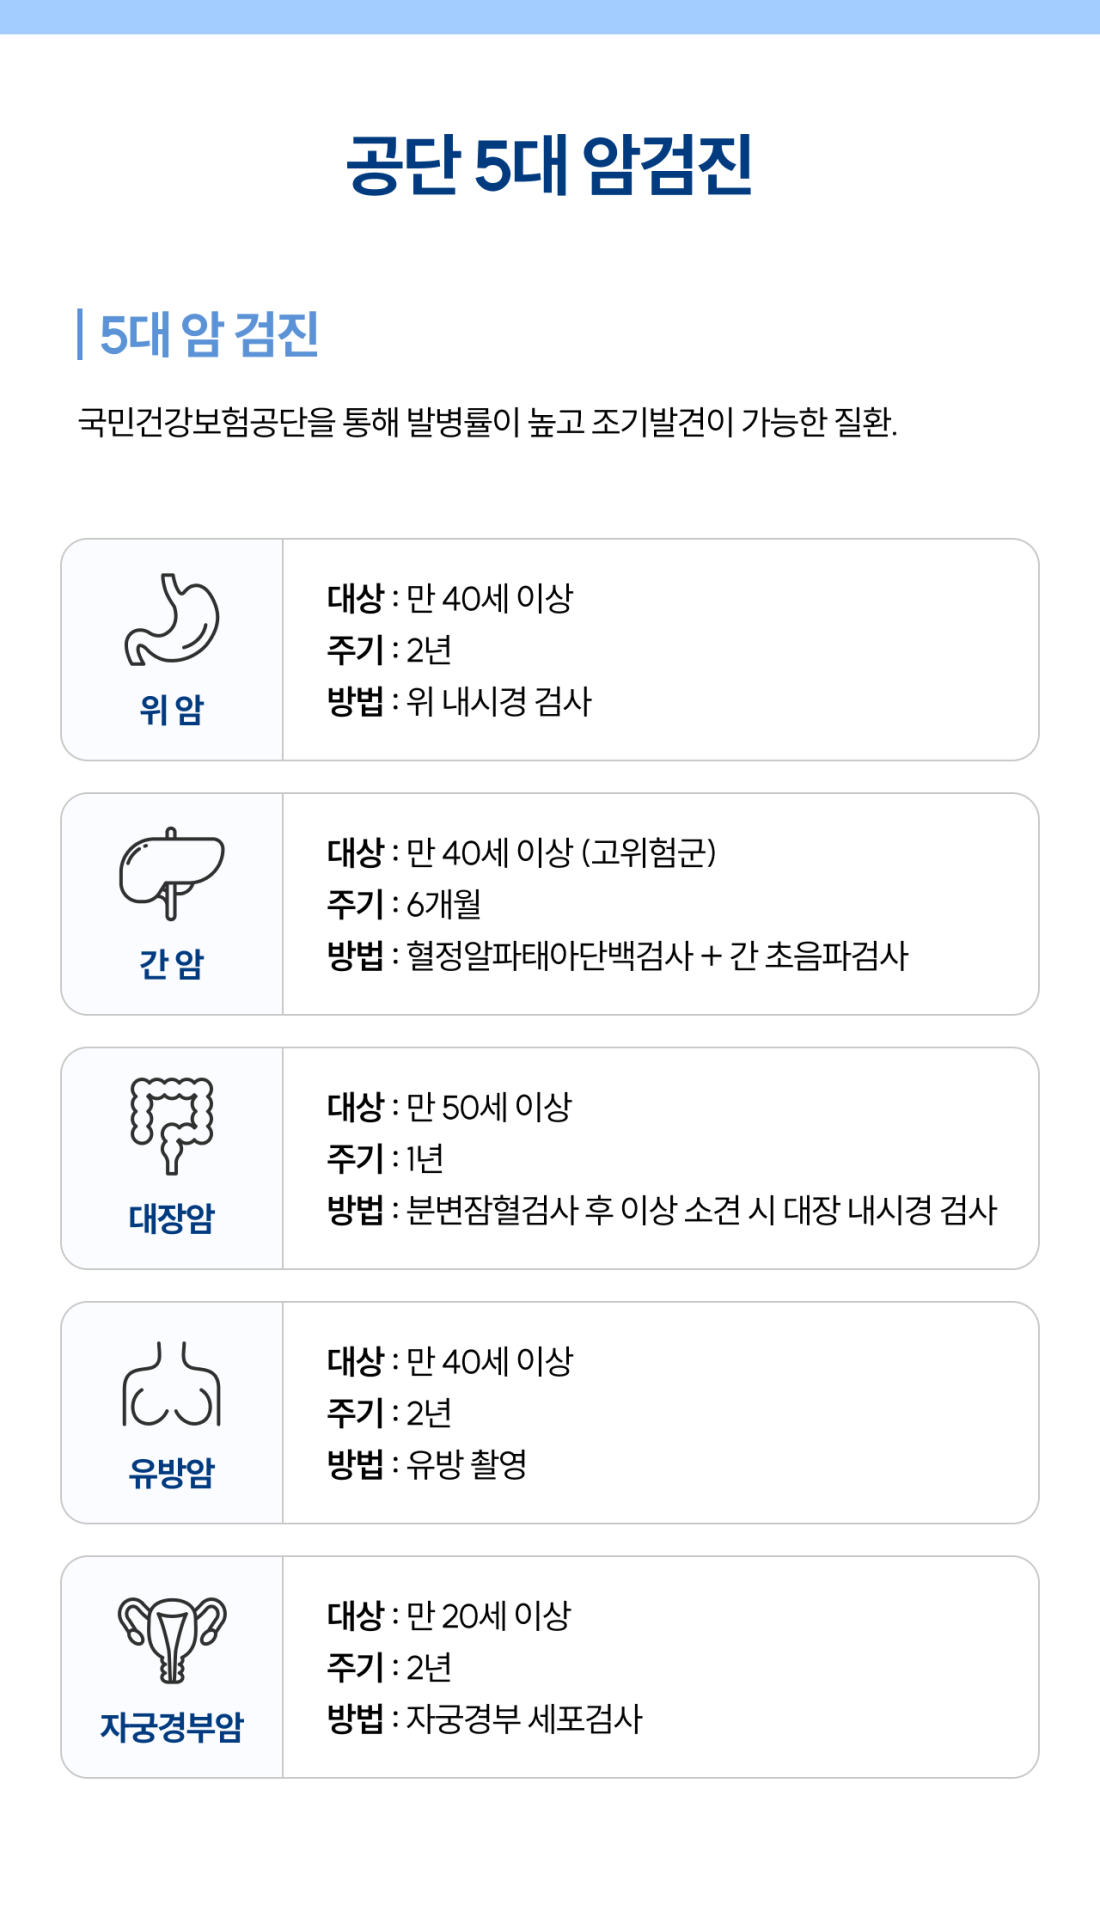 공단 5대 암검진
5대 암 검진
국민건강보험공단을 통해 발병률이 높고 조기발견이 가능한 질환.
위 암
대상 : 만 40세 이상
주기 : 2년
방법 : 위 내시경 검사
간 암
대상 : 만 40세 이상 (고위험군)
주기 : 6개월
방법 : 혈정알파태아단백검사 + 간 초음파검사
대장암
대상 : 만 50세 이상
주기 : 1년
방법 : 분변잠혈검사 후 이상 소견 시 대장 내시경 검사
유방암
대상 : 만 40세 이상
주기 : 2년
방법 : 유방 촬영
자궁경부암
대상 : 만 20세 이상
주기 : 2년
방법 : 자궁경부 세포검사